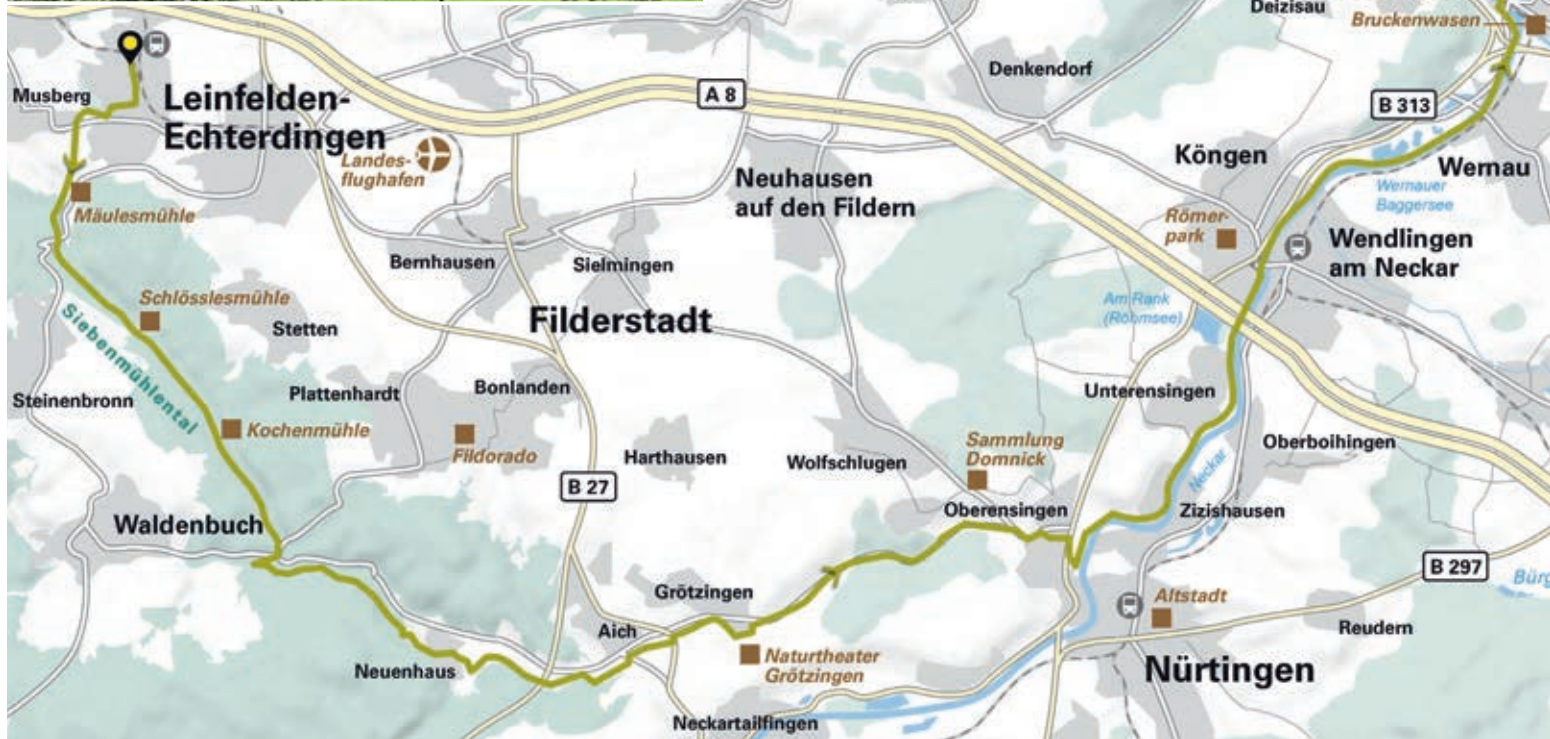 Deizisau
Bruckenwasen
Denkendorf
Musberg
Leinfelden-
Echterdingen
A 8
B 313
Landes-
flughafen
Köngen
Wernau
Neuhausen
auf den Fildern
Wernauer
Baggersee
Mäulesmühle
Römer-
park
Wendlingen
am Neckar
Bernhausen
Sielmingen
Schlösslesmühle
Am Rank
(Röhmsee)
Siebenmühlental
Stetten
Filderstadt
Steinenbronn
Plattenhardt
Bonlanden
Unterensingen
Kochenmühle
Fildorado
Harthausen
Wolfschlugen
Sammlung
Domnick
Oberboihingen
Neckar
B 27
Waldenbuch
Oberensingen
Zizishausen
B 297
Bürg
Grötzingen
Altstadt
Aich
Reudern
Neuenhaus
Naturtheater
Grötzingen
Nürtingen
Neckartailfingen